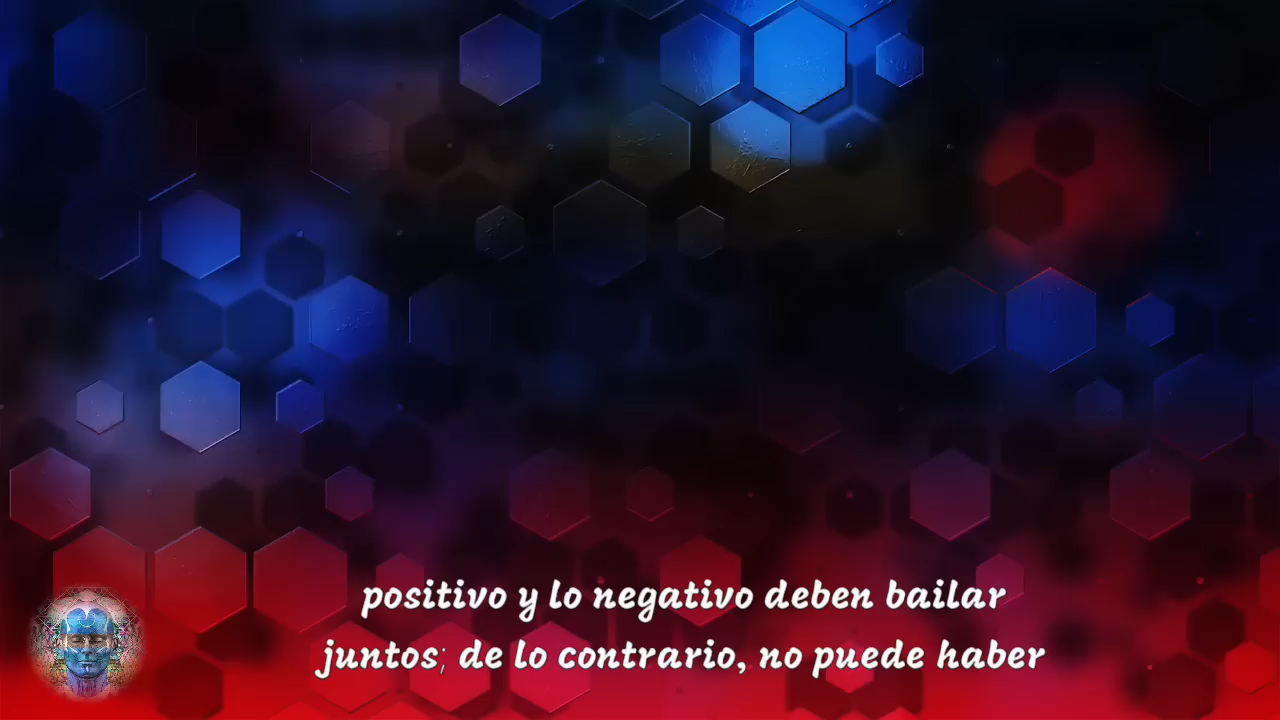 positivo y lo negativo deben bailar
juntos; de lo contrario, no puede haber